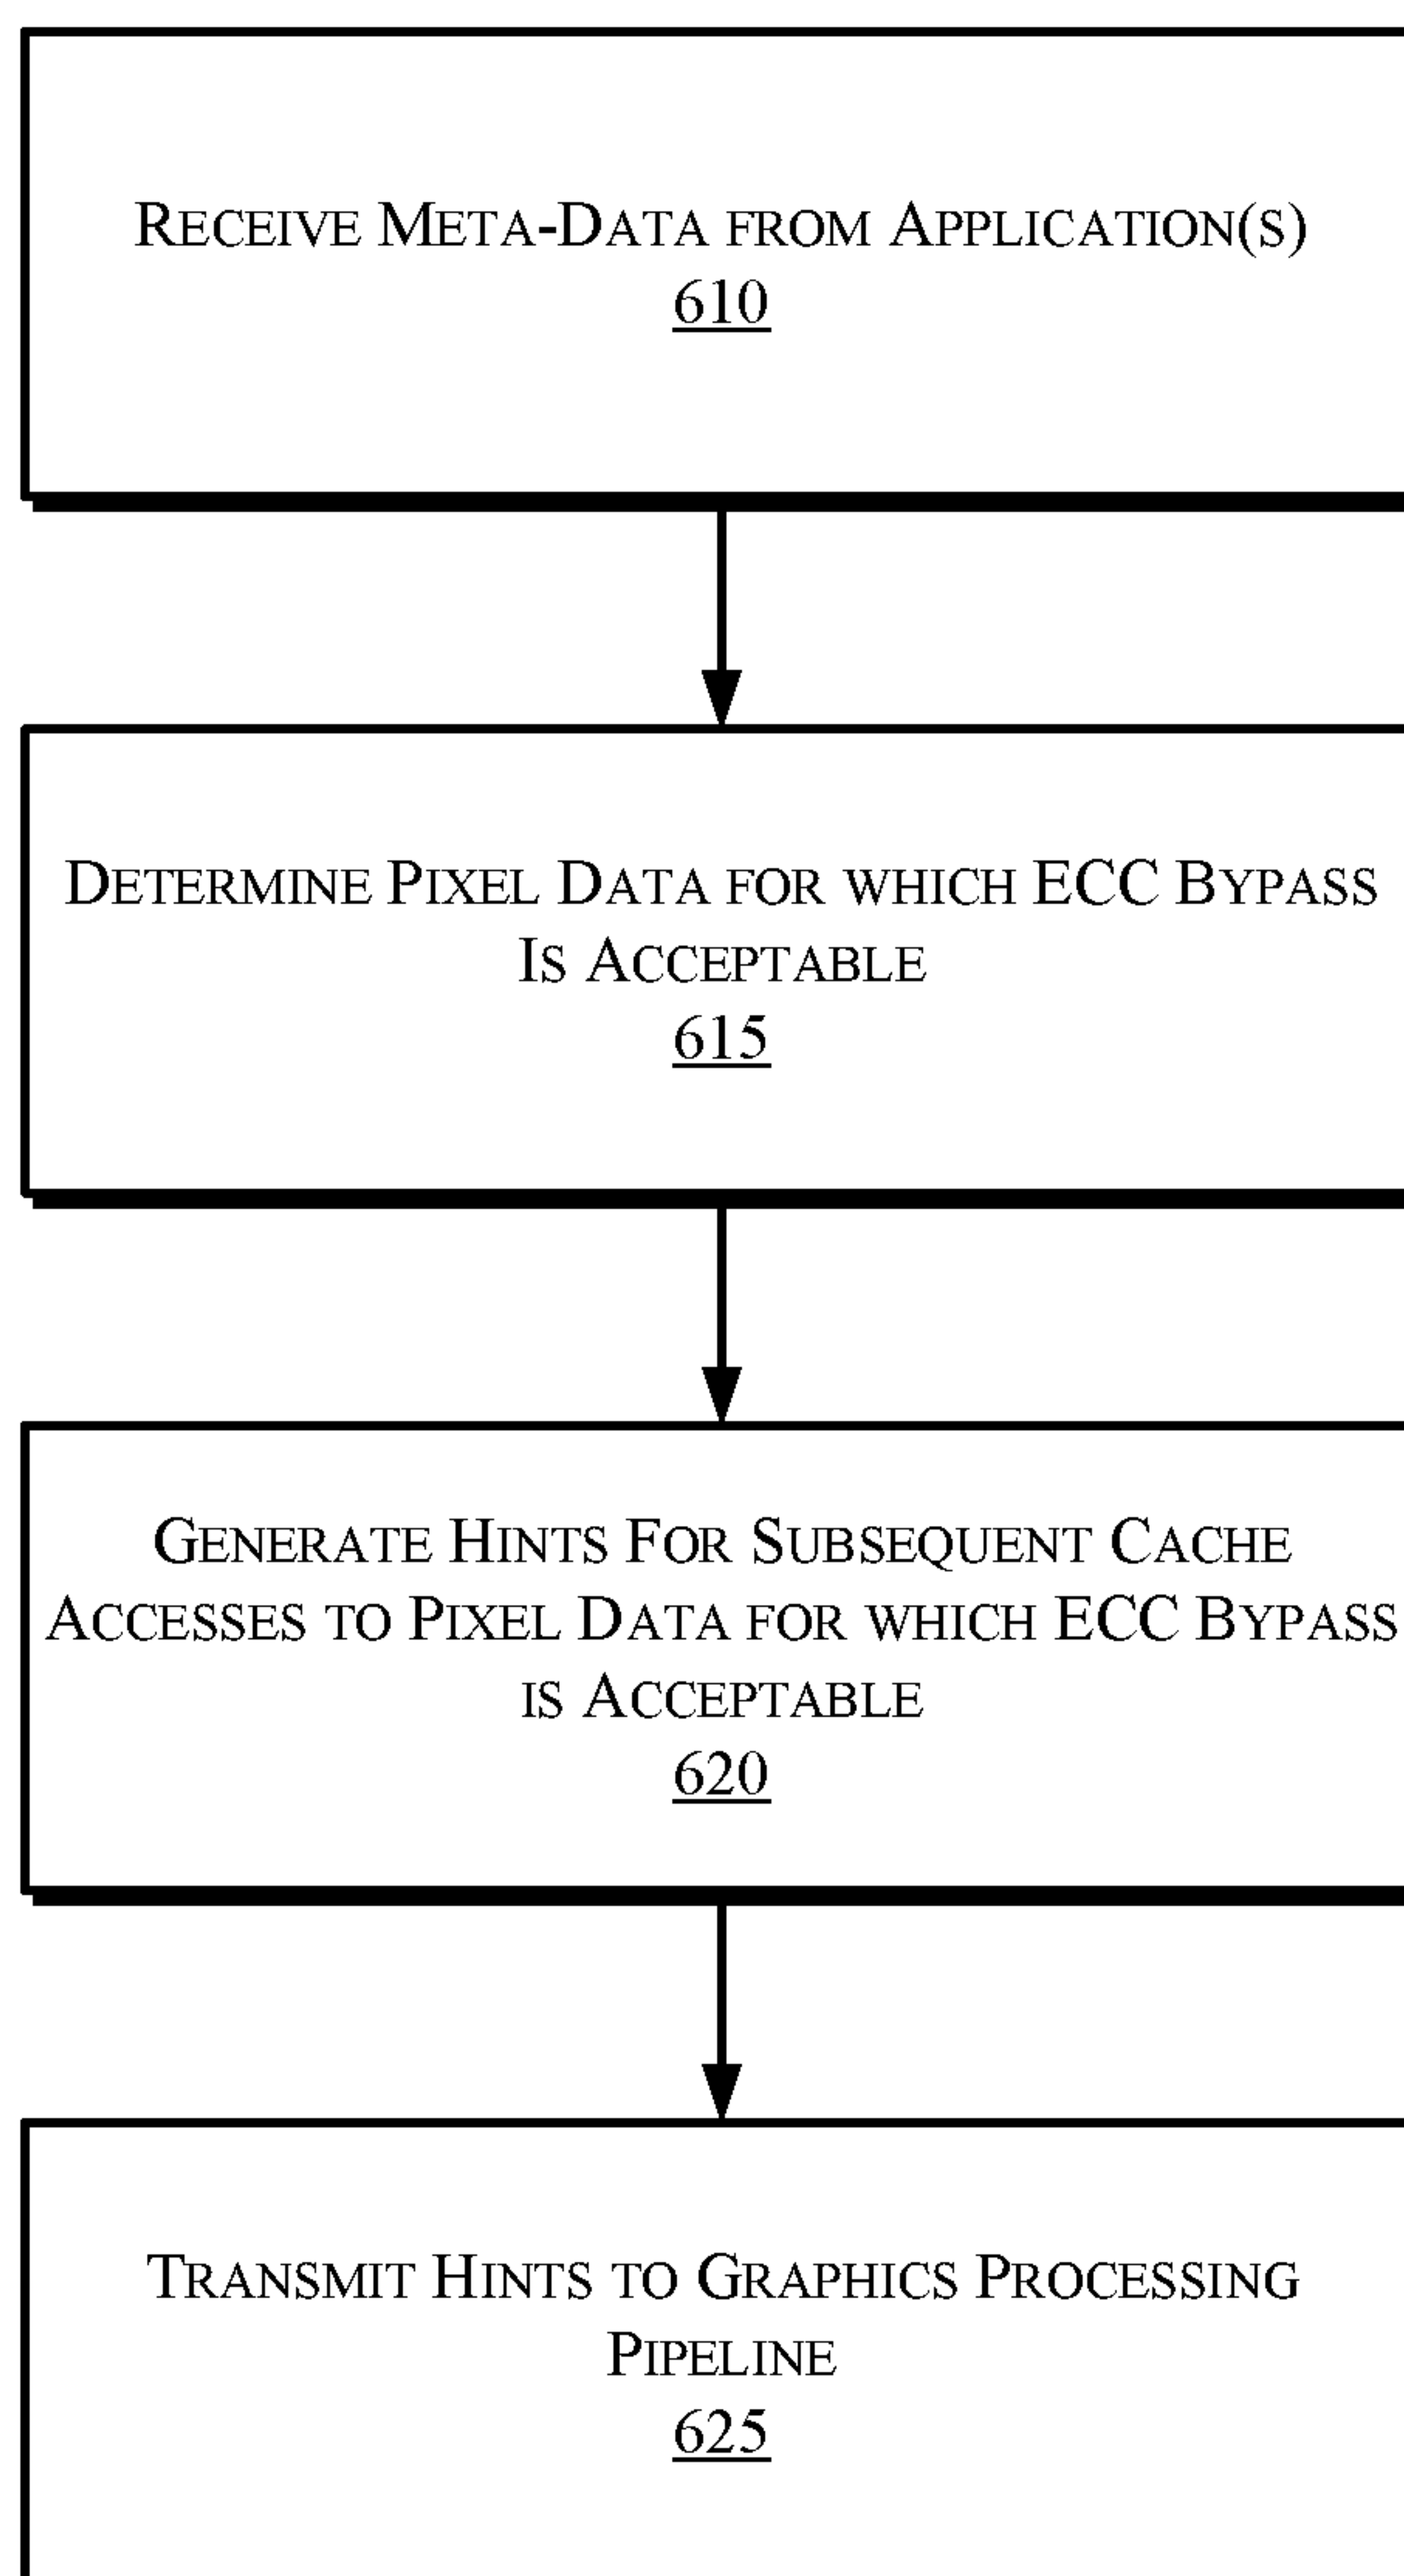 Receive Meta-Data from Application(s)
610
Determine Pixel Data for which ECC Bypass
Is Acceptable
615
Generate Hints For Subsequent Cache
Accesses to Pixel Data for which ECC Bypass
is Acceptable
620
Transmit Hints to Graphics Processing
Pipeline
625